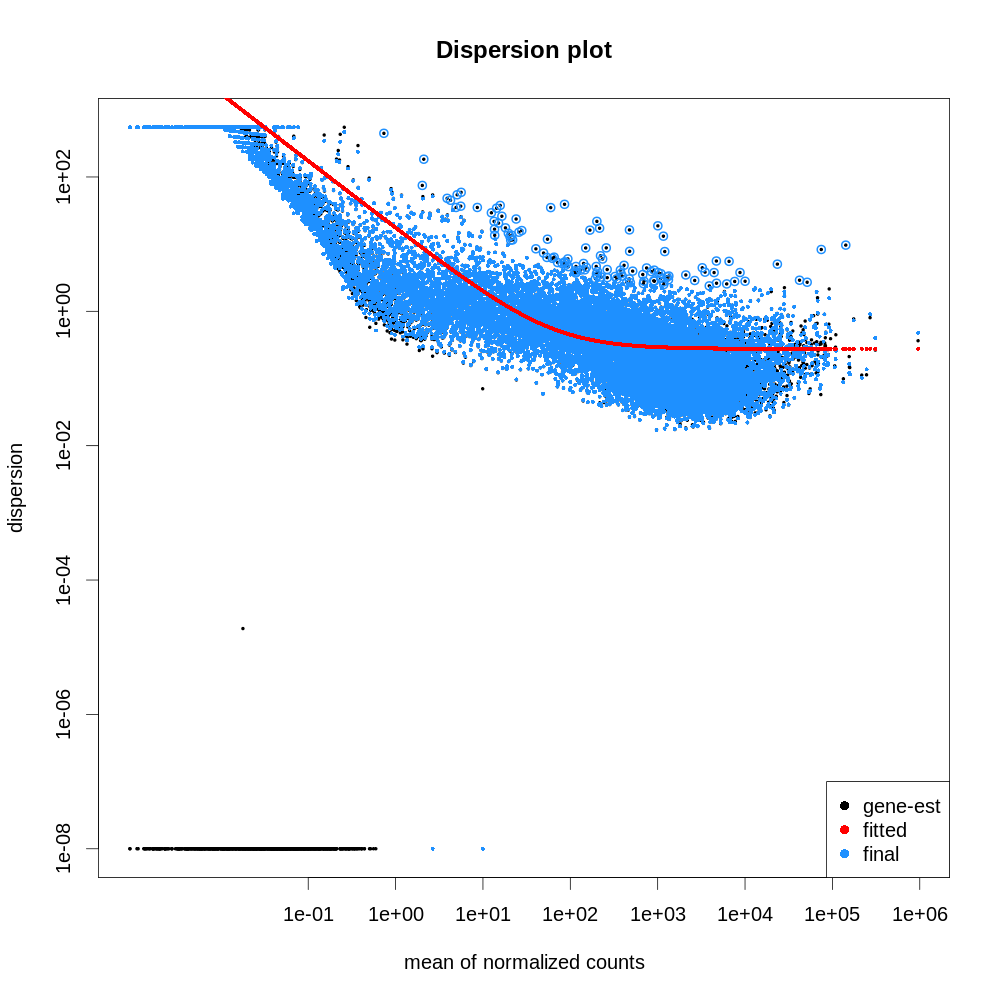 Dispersion plot
dispersion
1e+02
1e+00
1e-02
1e-04
1e-06
1e-08
gene-est
fitted
final
1e-01 1e+00 1e+01 1e+02 1e+03 1e+04 1e+05 1e+06
mean of normalized counts